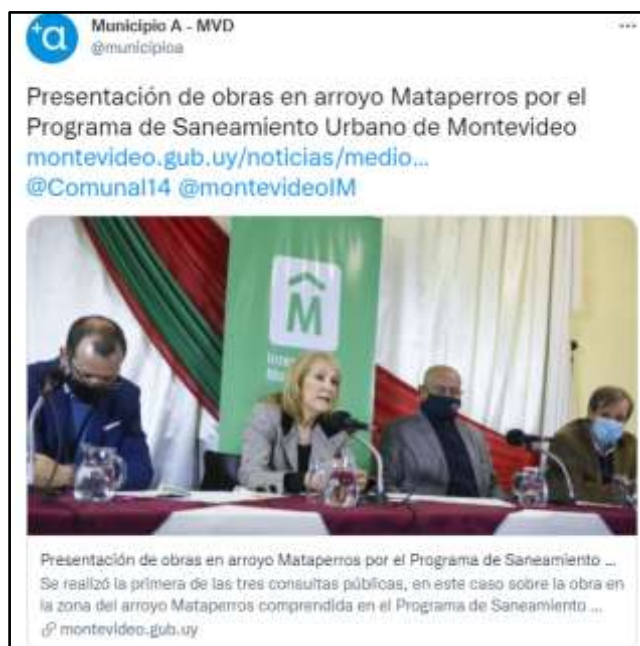 +a
Municipio A - MVD
@municipioa
Presentación de obras en arroyo Mataperros por el
Programa de Saneamiento Urbano de Montevideo
montevideo.gub.uy/noticias/medio...
@Comunal14 @montevideoIM
M
Presentación de obras en arroyo Mataperros por el Programa de Saneamiento ...
Se realizó la primera de las tres consultas públicas, en este caso sobre la obra en
la zona del arroyo Mataperros comprendida en el Programa de Saneamiento ...
montevideo.gub.uy